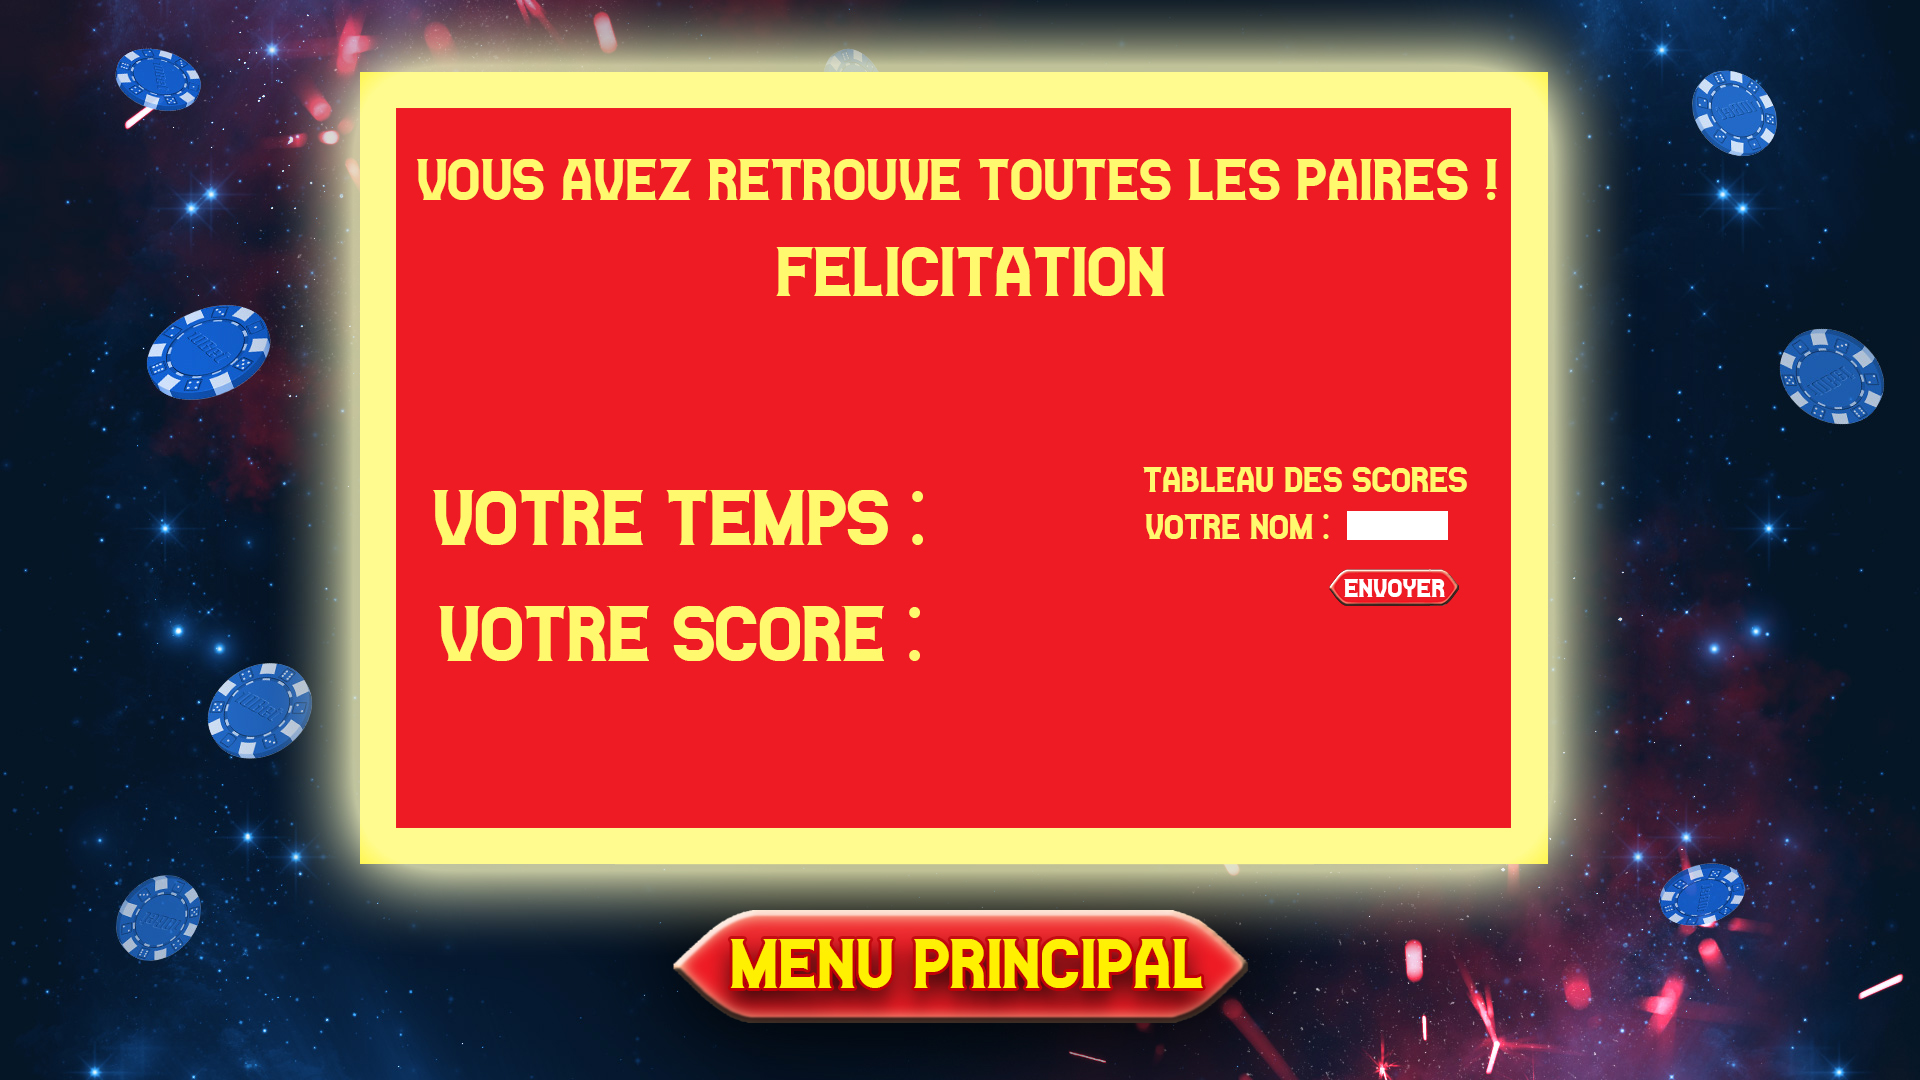 VOUS AVEZ RETROUVE TOUTES LES PAIRES !
FELICITATION
VOTRE TEMPS :
VOTRE SCORE :
TABLEAU DES SCORES
VOTRE NOM :
ENVOYER
MENU PRINCIPAL